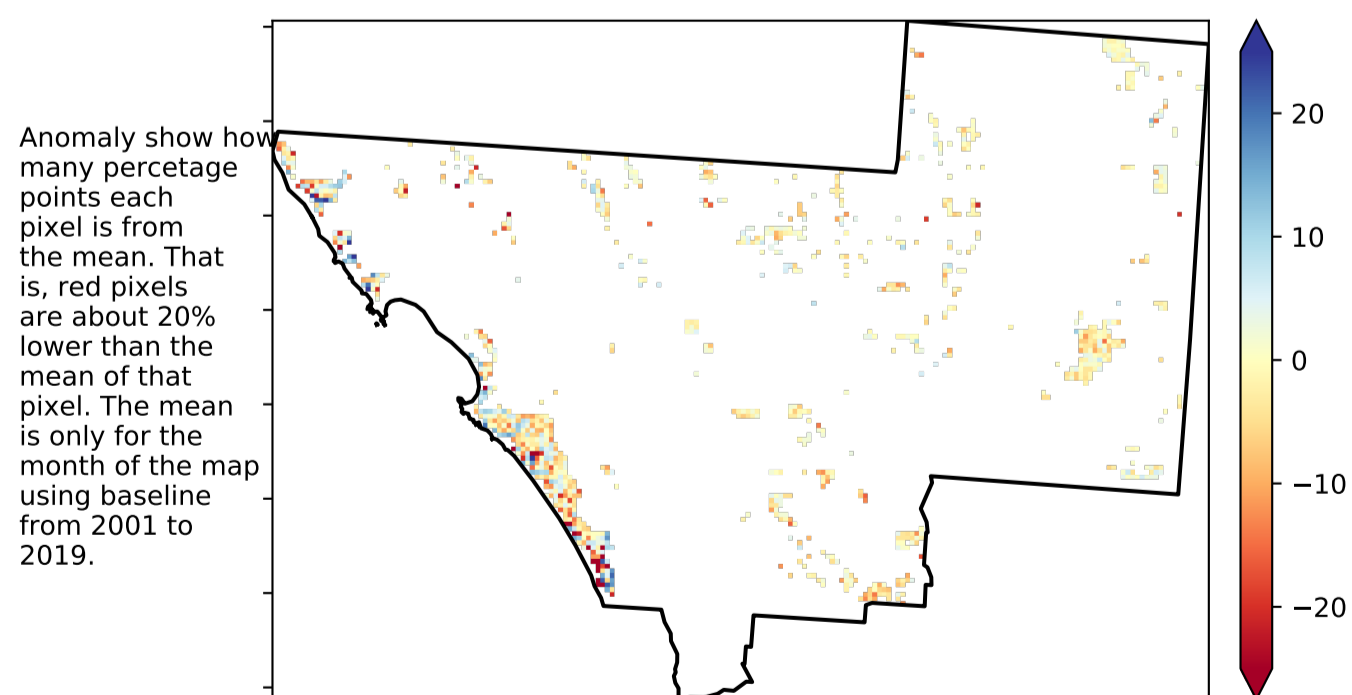 Anomaly show how
many percetage
points each
pixel is from
the mean. That
is, red pixels
are about 20%
lower than the
mean of that
pixel. The mean
is only for the
month of the map
using baseline
from 2001 to
2019.
20
10
0
−10
−20